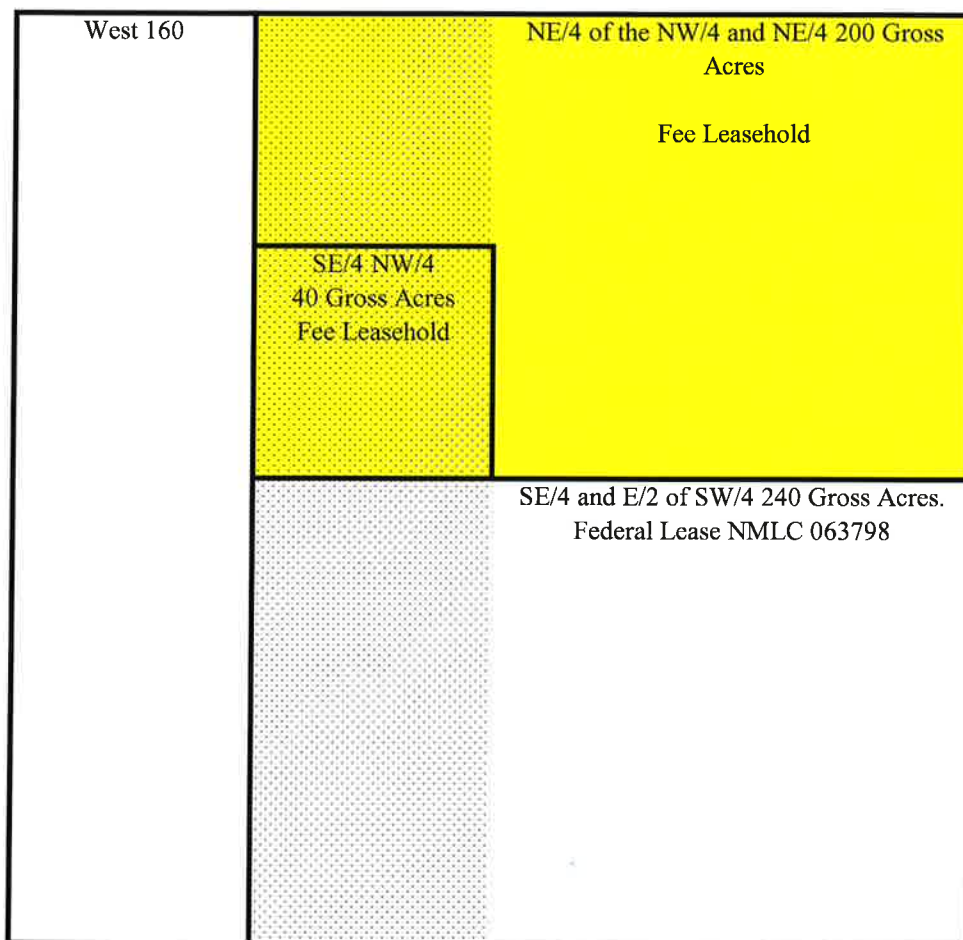 West 160
NE/4 of the NW/4 and NE/4 200 Gross
Acres
Fee Leasehold
SE/4 NW/4
40 Gross Acres
Fee Leasehold
SE/4 and E/2 of SW/4 240 Gross Acres.
Federal Lease NMLC 063798